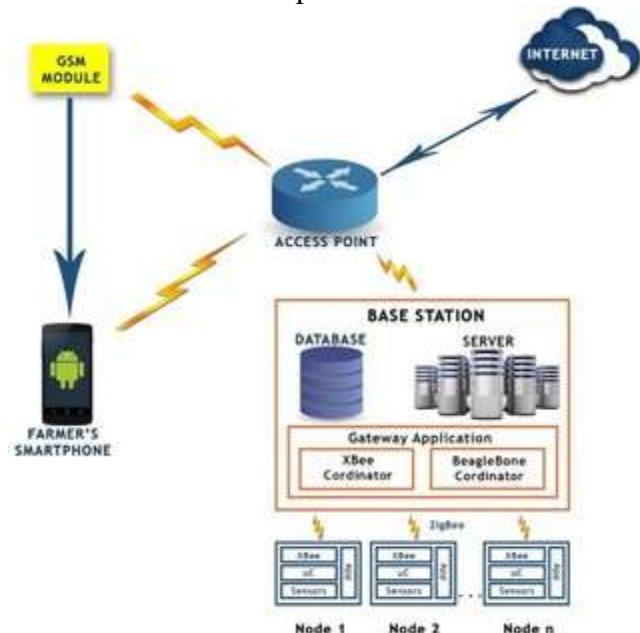 GSM
MODULE
INTERNET
ACCESS POINT
BASE STATION
DATABASE
SERVER
FARMER'S
SMARTPHONE
Gateway Application
XBee
Cordinator
BeagleBone
Cordinator
ZigBee
XBee
uC
Sensors
XBee
uC
Sensors
. . .
XBee
uC
Sensors
Node 1
Node 2
Node n